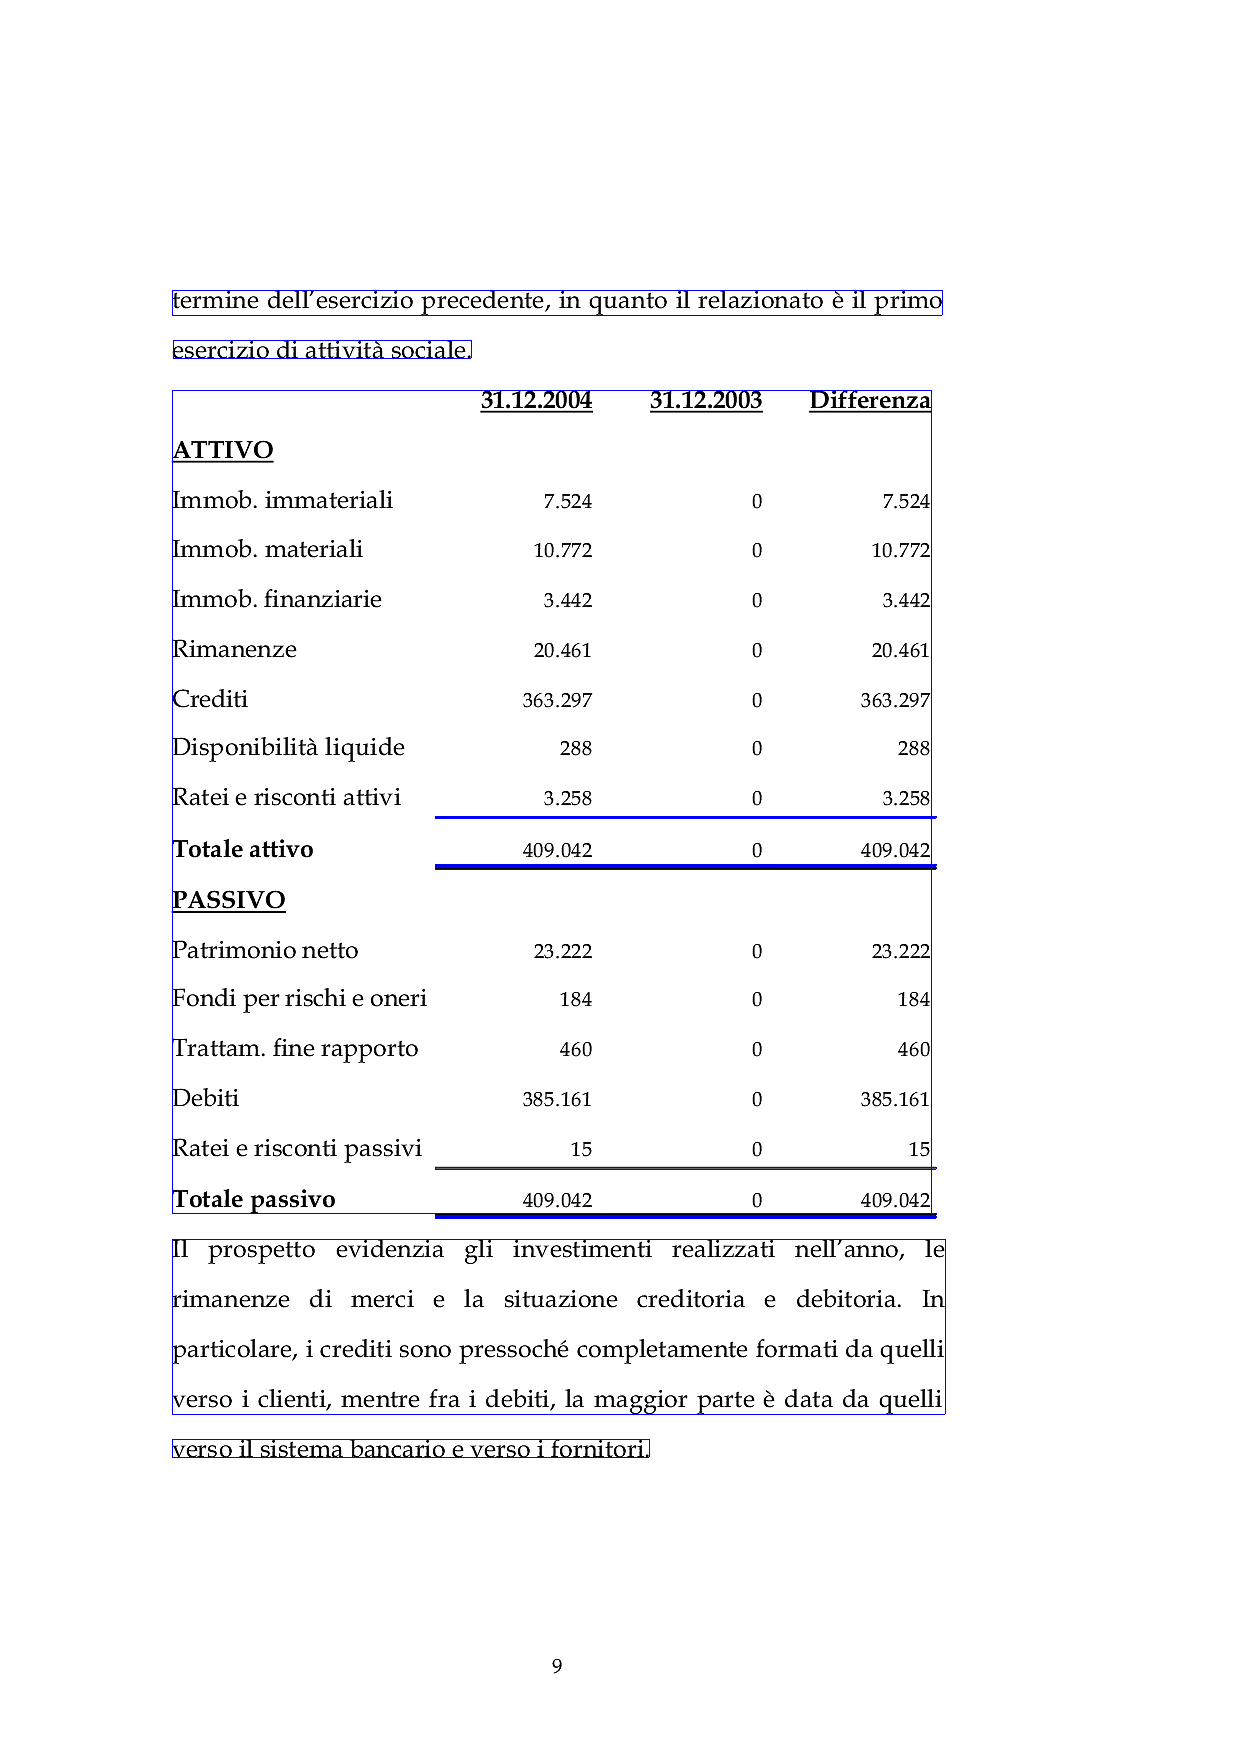 termine dell’esercizio precedente, in quanto il relazionato è il primo
esercizio di attività sociale.
31.12.2004 31.12.2003 Differenza
ATTIVO
Immob. immateriali 7.524 0 7.524
Immob. materiali 10.772 0 10.772
Immob. finanziarie 3.442 0 3.442
Rimanenze 20.461 0 20.461
Crediti 363.297 0 363.297
Disponibilità liquide 288 0 288
Ratei e risconti attivi 3.258 0 3.258
Totale attivo 409.042 0 409.042
PASSIVO
Patrimonio netto 23.222 0 23.222
Fondi per rischi e oneri 184 0 184
Trattam. fine rapporto 460 0 460
Debiti 385.161 0 385.161
Ratei e risconti passivi 15 0 15
Totale passivo 409.042 0 409.042
Il prospetto evidenzia gli investimenti realizzati nell’anno, le
rimanenze di merci e la situazione creditoria e debitoria. In
particolare, i crediti sono pressoché completamente formati da quelli
verso i clienti, mentre fra i debiti, la maggior parte è data da quelli
verso il sistema bancario e verso i fornitori.
9